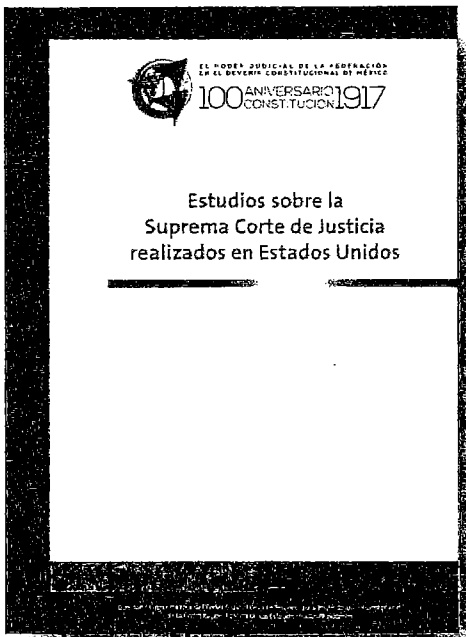 EL PODER JUDICIAL DE LA FEDERACIÓN
EN EL DEVENIR CONSTITUCIONAL DE MÉXICO
100 ANIVERSARIO CONSTITUCIÓN 1917
Estudios sobre la
Suprema Corte de Justicia
realizados en Estados Unidos